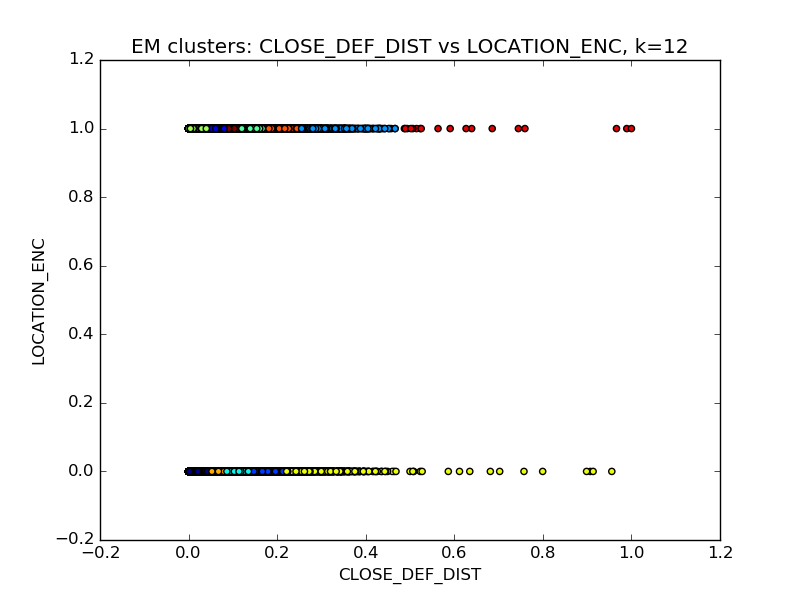 EM clusters: CLOSE_DEF_DIST vs LOCATION_ENC, k=12
1.2
1.0
0.8
0.6
0.4
0.2
0.0
−0.2
LOCATION_ENC
−0.2 0.0 0.2 0.4 0.6 0.8 1.0 1.2
CLOSE_DEF_DIST